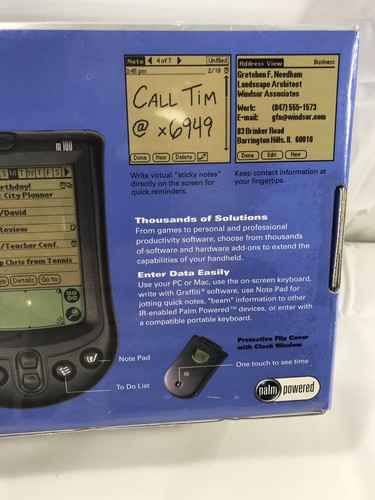 Note 4 of 7 Unfiled
2:45 pm 2/18
CALL TIM
@ x6949
Done New Delete
Address View Business
Gretchen F. Needham
Landscape Architect
Windsor Associates
Work: (847) 555-1573
E-mail: gfn@windsor.com
83 Brinker Road
Barrington Hills, IL 60010
Done Edit New
Write virtual "sticky notes"
directly on the screen for
quick reminders.
Keep contact information at
your fingertips.
m100
S M T W T F S
rthday!
City Planner
/David
Review
/Teacher Conf.
p Chris from Tennis
Details Go to
Thousands of Solutions
From games to personal and professional
productivity software, choose from thousands
of software and hardware add-ons to extend the
capabilities of your handheld.
Enter Data Easily
Use your PC or Mac, use the on-screen keyboard,
write with Graffiti® software, use Note Pad for
jotting quick notes, "beam" information to other
IR-enabled Palm Powered™ devices, or enter with
a compatible portable keyboard.
Note Pad
To Do List
Protective Flip Cover
with Clock Window
One touch to see time
palm powered